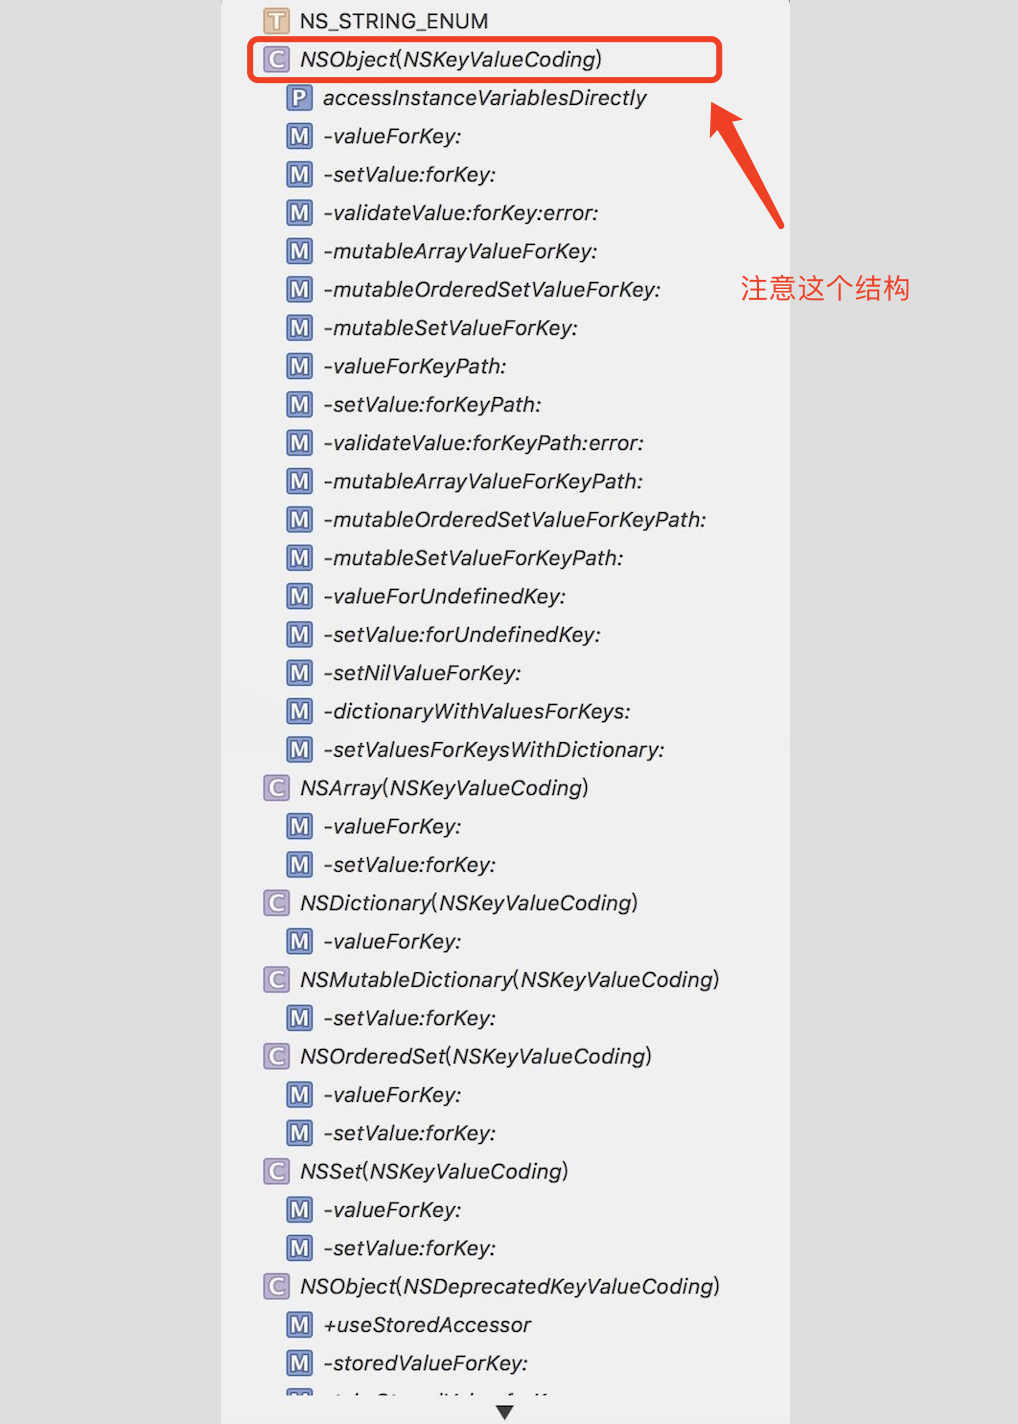 T NS_STRING_ENUM
C NSObject(NSKeyValueCoding)
P accessInstanceVariablesDirectly
M -valueForKey:
M -setValue:forKey:
M -validateValue:forKey:error:
M -mutableArrayValueForKey:
M -mutableOrderedSetValueForKey:
注意这个结构
M -mutableSetValueForKey:
M -valueForKeyPath:
M -setValue:forKeyPath:
M -validateValue:forKeyPath:error:
M -mutableArrayValueForKeyPath:
M -mutableOrderedSetValueForKeyPath:
M -mutableSetValueForKeyPath:
M -valueForUndefinedKey:
M -setValue:forUndefinedKey:
M -setNilValueForKey:
M -dictionaryWithValuesForKeys:
M -setValuesForKeysWithDictionary:
C NSArray(NSKeyValueCoding)
M -valueForKey:
M -setValue:forKey:
C NSDictionary(NSKeyValueCoding)
M -valueForKey:
C NSMutableDictionary(NSKeyValueCoding)
M -setValue:forKey:
C NSOrderedSet(NSKeyValueCoding)
M -valueForKey:
M -setValue:forKey:
C NSSet(NSKeyValueCoding)
M -valueForKey:
M -setValue:forKey:
C NSObject(NSDeprecatedKeyValueCoding)
M +useStoredAccessor
M -storedValueForKey: